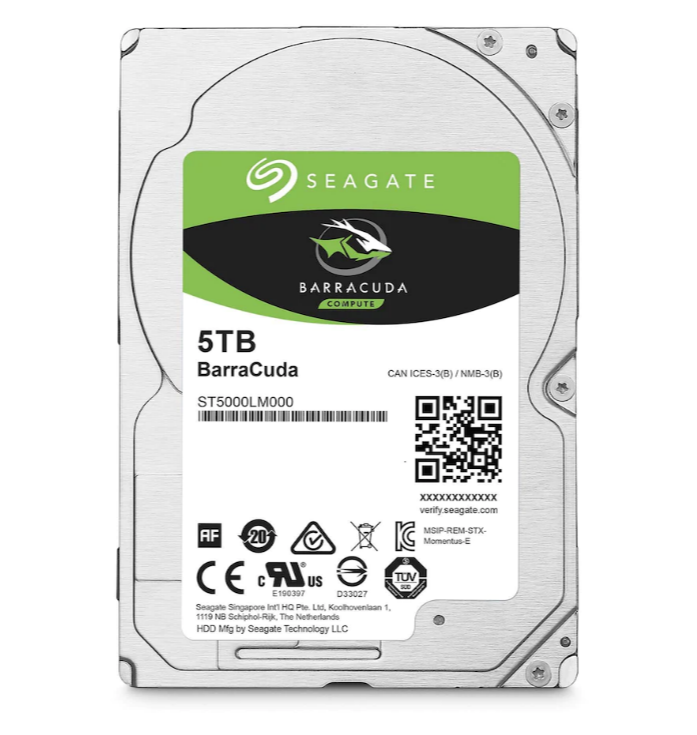 SEAGATE
BARRACUDA
COMPUTE
5TB
BarraCuda
CAN ICES-3(B) / NMB-3(B)
ST5000LM000
XXXXXXXXXXXX
verify.seagate.com
AF
20
MSIP-REM-STX-
Momentus-E
CE
c RU US
E190397
D33027
TÜV
SÜD
Seagate Singapore Int'l HQ Pte. Ltd, Koolhovenlaan 1,
1119 NB Schiphol-Rijk, The Netherlands
HDD Mfg by Seagate Technology LLC